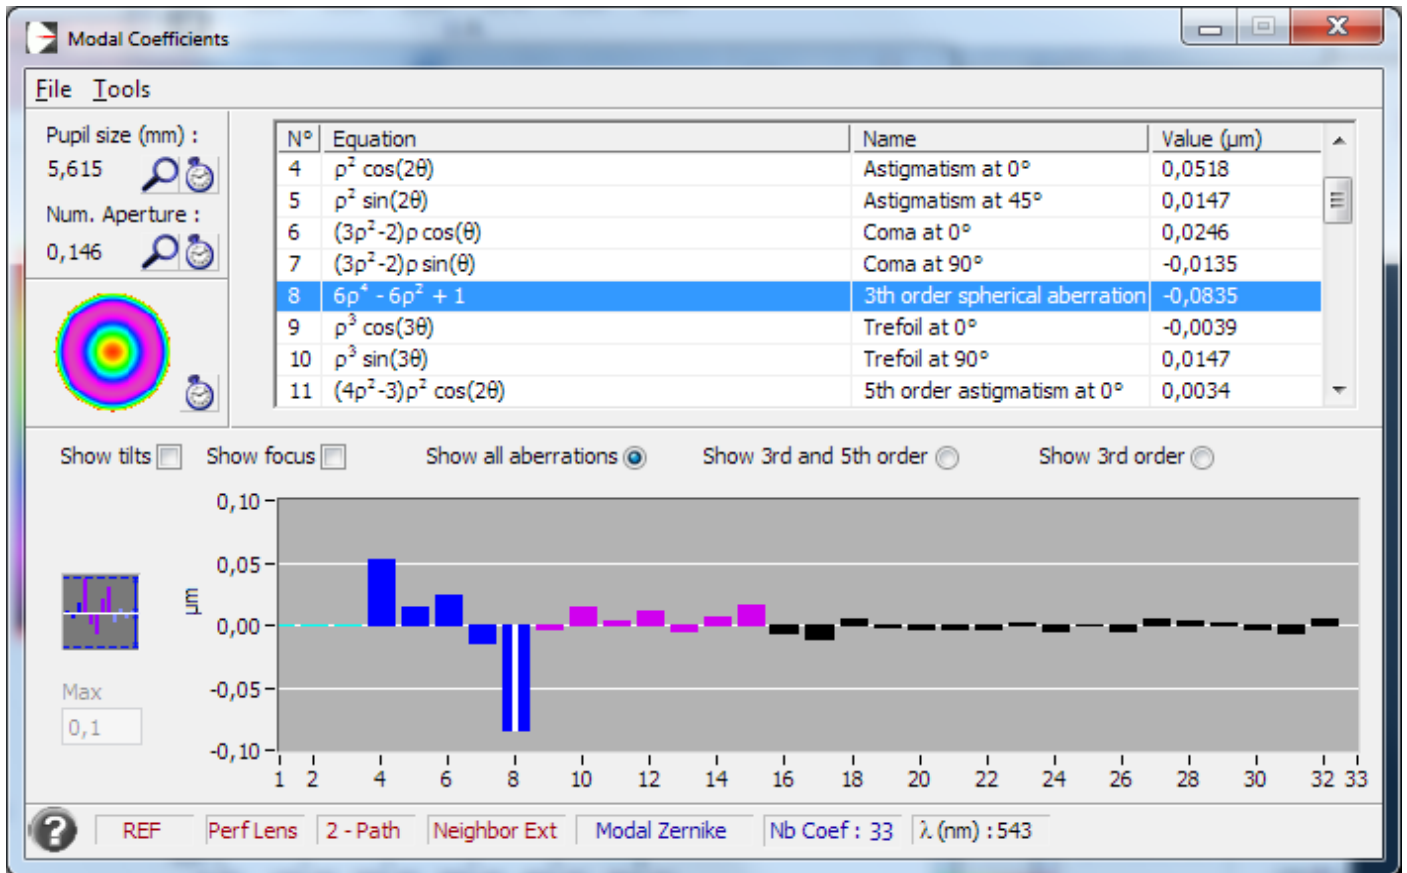 Modal Coefficients
File Tools
Pupil size (mm) :
5,615
Num. Aperture :
0,146
N° Equation Name Value (µm)
4 ρ² cos(2θ) Astigmatism at 0° 0,0518
5 ρ² sin(2θ) Astigmatism at 45° 0,0147
6 (3ρ²-2)ρ cos(θ) Coma at 0° 0,0246
7 (3ρ²-2)ρ sin(θ) Coma at 90° -0,0135
8 6ρ⁴ - 6ρ² + 1 3th order spherical aberration -0,0835
9 ρ³ cos(3θ) Trefoil at 0° -0,0039
10 ρ³ sin(3θ) Trefoil at 90° 0,0147
11 (4ρ²-3)ρ² cos(2θ) 5th order astigmatism at 0° 0,0034
Show tilts Show focus Show all aberrations Show 3rd and 5th order Show 3rd order
0,10
0,05
0,00
-0,05
-0,10
µm
Max
0,1
1 2 4 6 8 10 12 14 16 18 20 22 24 26 28 30 32 33
? REF Perf Lens 2 - Path Neighbor Ext Modal Zernike Nb Coef : 33 λ (nm) : 543